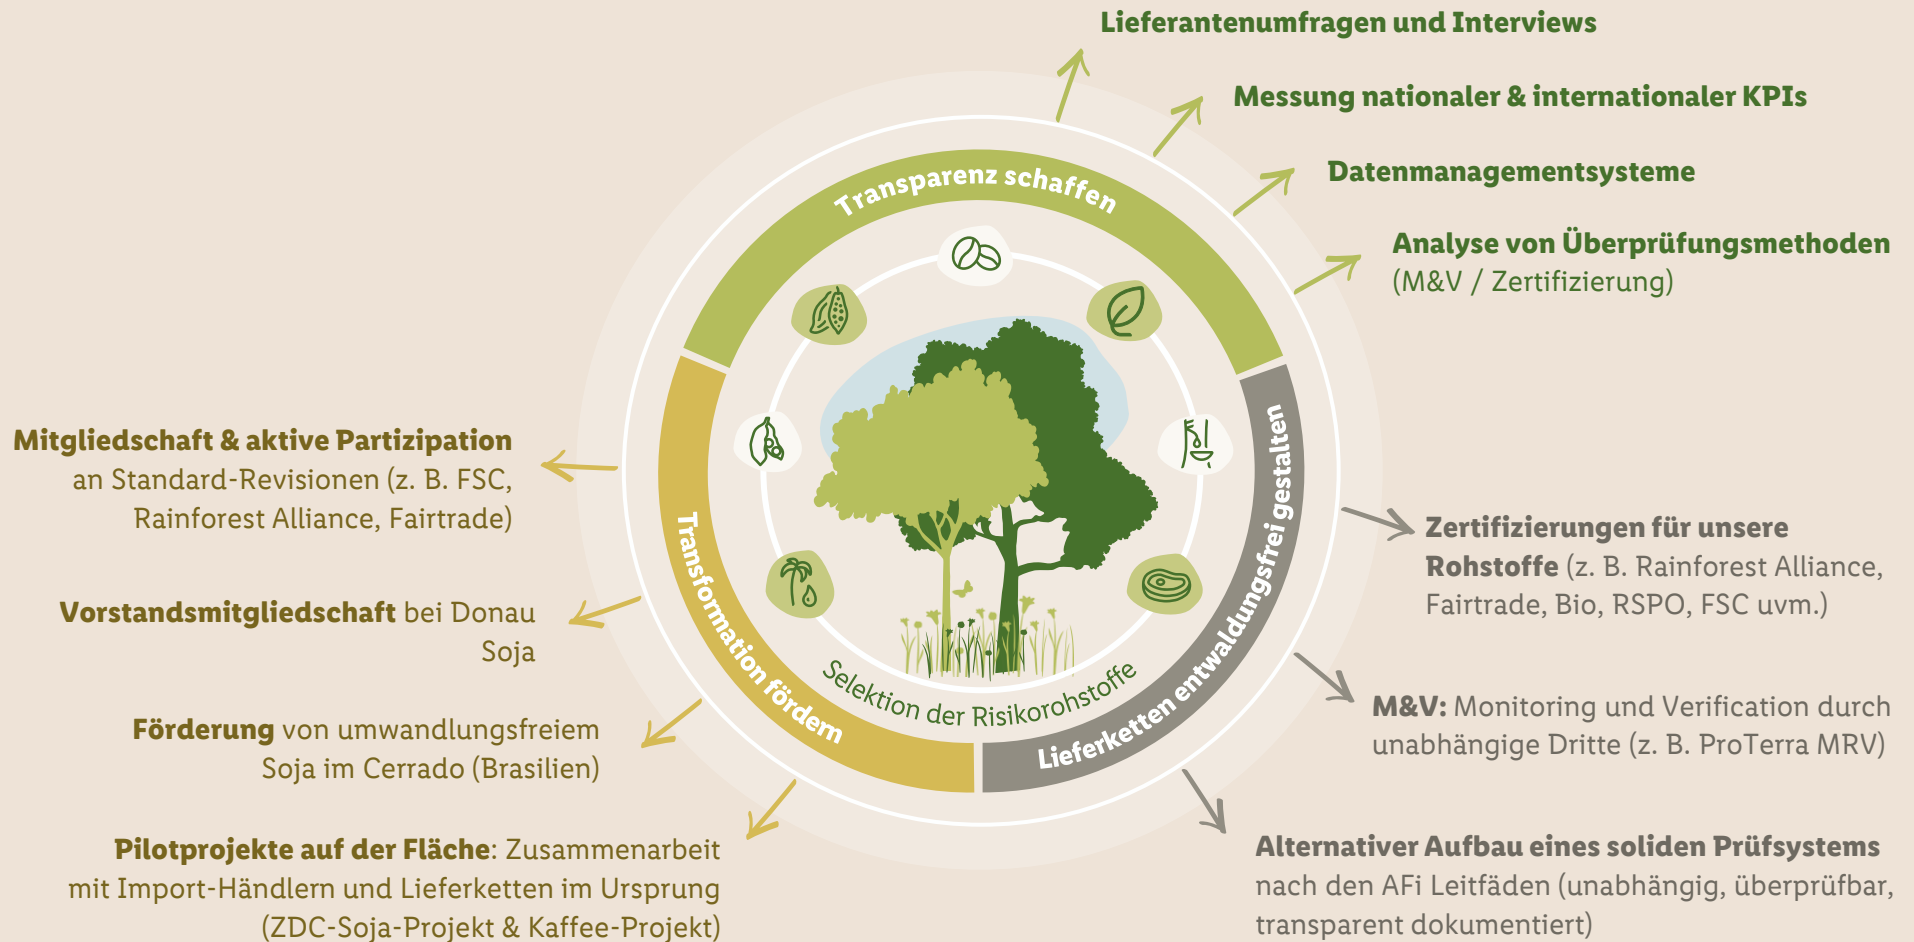 Lieferantenumfragen und Interviews
Messung nationaler & internationaler KPIs
Datenmanagementsysteme
Analyse von Überprüfungsmethoden
(M&V / Zertifizierung)
Transparenz schaffen
Lieferketten entwaldungsfrei gestalten
Transformation fördern
Selektion der Risikorohstoffe
Zertifizierungen für unsere
Rohstoffe (z. B. Rainforest Alliance,
Fairtrade, Bio, RSPO, FSC uvm.)
M&V: Monitoring und Verification durch
unabhängige Dritte (z. B. ProTerra MRV)
Alternativer Aufbau eines soliden Prüfsystems
nach den AFi Leitfäden (unabhängig, überprüfbar,
transparent dokumentiert)
Mitgliedschaft & aktive Partizipation
an Standard-Revisionen (z. B. FSC,
Rainforest Alliance, Fairtrade)
Vorstandsmitgliedschaft bei Donau
Soja
Förderung von umwandlungsfreiem
Soja im Cerrado (Brasilien)
Pilotprojekte auf der Fläche: Zusammenarbeit
mit Import-Händlern und Lieferketten im Ursprung
(ZDC-Soja-Projekt & Kaffee-Projekt)